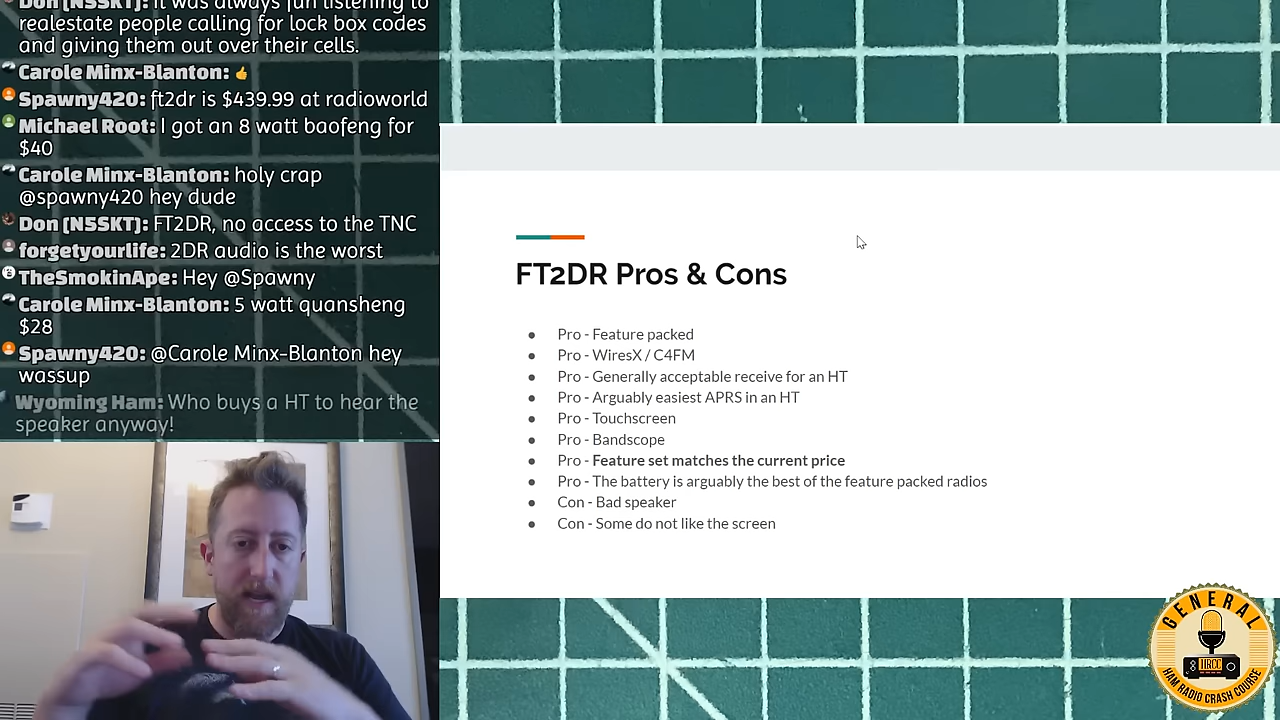 Don (N5SKT): It was always fun listening to
realestate people calling for lock box codes
and giving them out over their cells.
Carole Minx-Blanton: 👍
Spawny420: ft2dr is $439.99 at radioworld
Michael Root: I got an 8 watt baofeng for
$40
Carole Minx-Blanton: holy crap
@spawny420 hey dude
Don (N5SKT): FT2DR, no access to the TNC
forgetyourlife: 2DR audio is the worst
TheSmokinApe: Hey @Spawny
Carole Minx-Blanton: 5 watt quansheng
$28
Spawny420: @Carole Minx-Blanton hey
wassup
Wyoming Ham: Who buys a HT to hear the
speaker anyway!
FT2DR Pros & Cons
● Pro - Feature packed
● Pro - WiresX / C4FM
● Pro - Generally acceptable receive for an HT
● Pro - Arguably easiest APRS in an HT
● Pro - Touchscreen
● Pro - Bandscope
● Pro - Feature set matches the current price
● Pro - The battery is arguably the best of the feature packed radios
● Con - Bad speaker
● Con - Some do not like the screen
GENERAL
HRCC
HAM RADIO CRASH COURSE